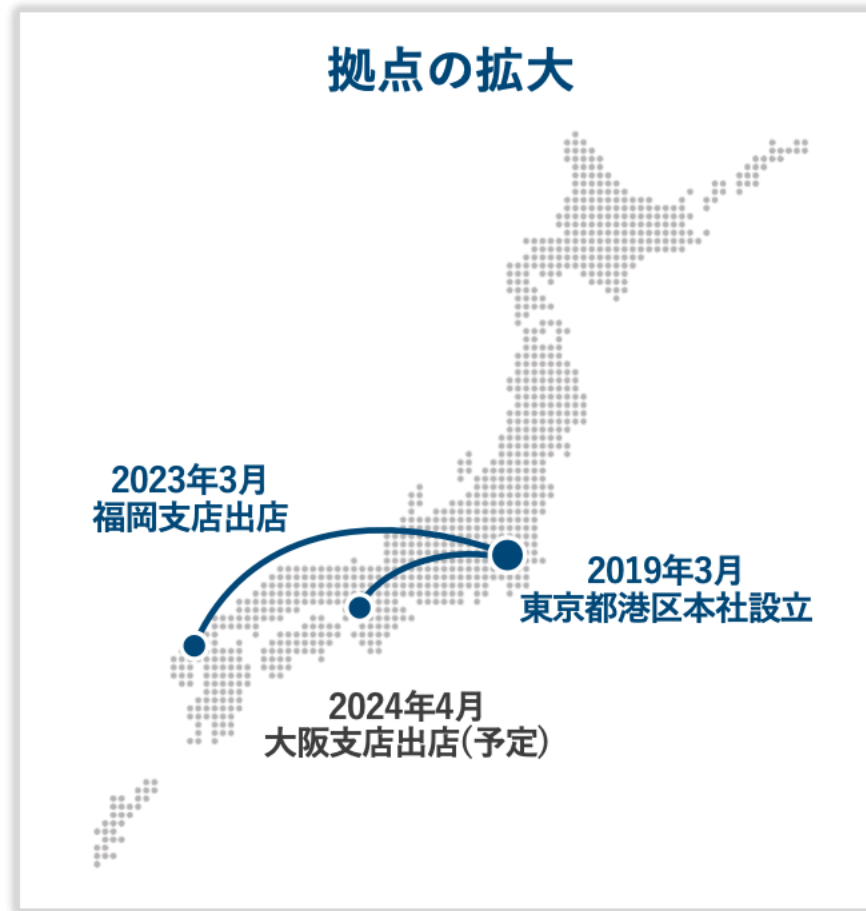 拠点の拡大
2023年3月
福岡支店出店
2019年3月
東京都港区本社設立
2024年4月
大阪支店出店(予定)